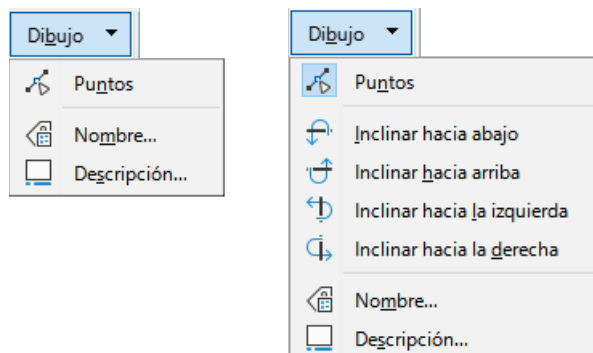 Dibujo
Puntos
Nombre...
Descripción...
Dibujo
Puntos
Inclinar hacia abajo
Inclinar hacia arriba
Inclinar hacia la izquierda
Inclinar hacia la derecha
Nombre...
Descripción...